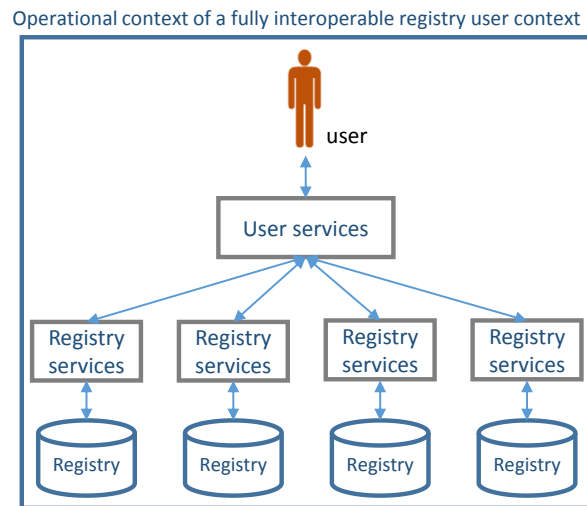 Operational context of a fully interoperable registry user context
user
User services
Registry
services
Registry
services
Registry
services
Registry
services
Registry
Registry
Registry
Registry